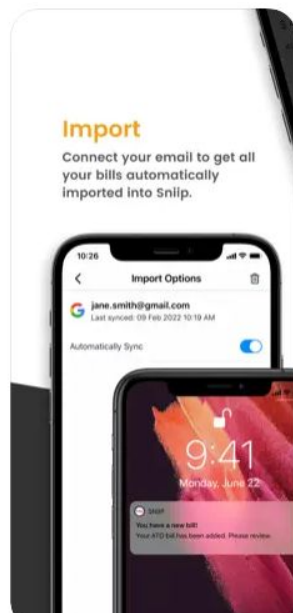 Import
Connect your email to get all
your bills automatically
imported into Sniip.
10:26
Import Options
jane.smith@gmail.com
Last synced: 09 Feb 2022 10:19 AM
Automatically Sync
9:41
Monday, June 22
SNIIP
You have a new bill!
Your ATO bill has been added. Please review.